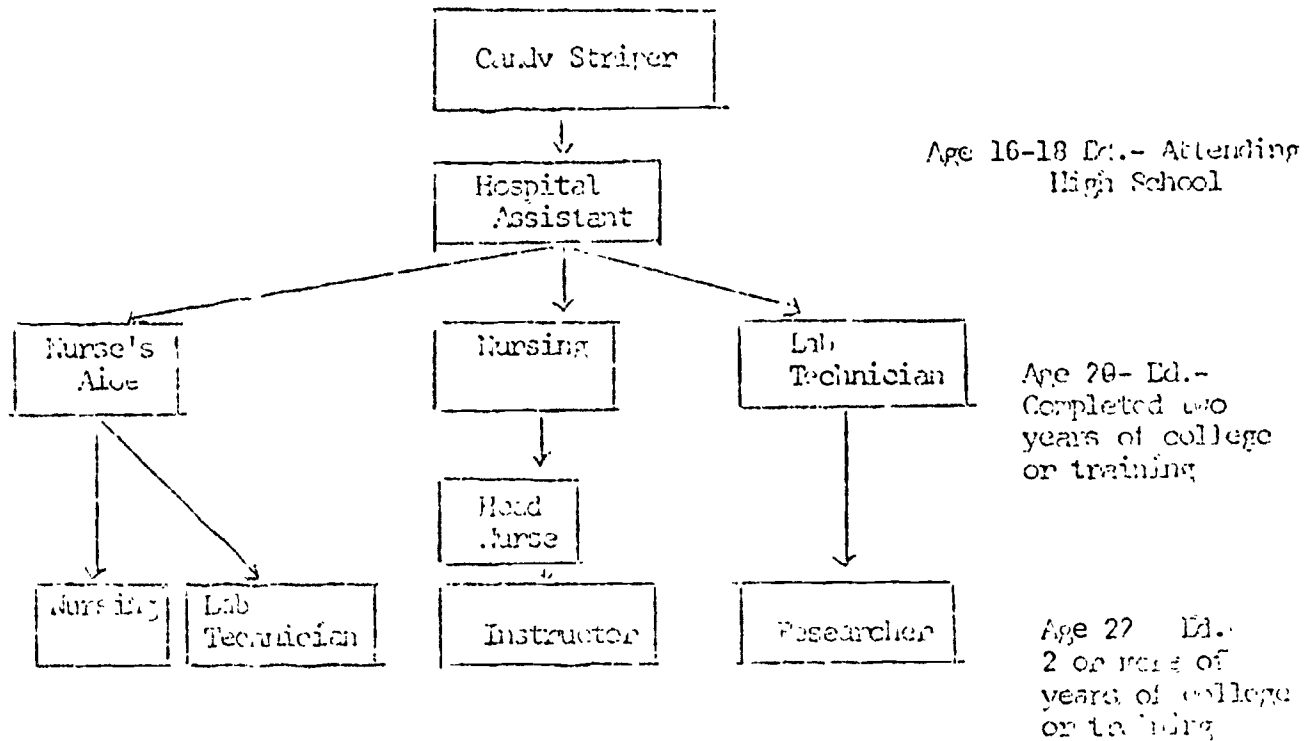 Candy Striper
Age 16-18 Ed.- Attending
High School
Hospital
Assistant
Nurse's
Aide
Nursing
Lab
Technician
Age 20- Ed.-
Completed two
years of college
or training
Head
Nurse
Nursing
Lab
Technician
Instructor
Researcher
Age 22 Ed.-
2 or more of
years of college
or training